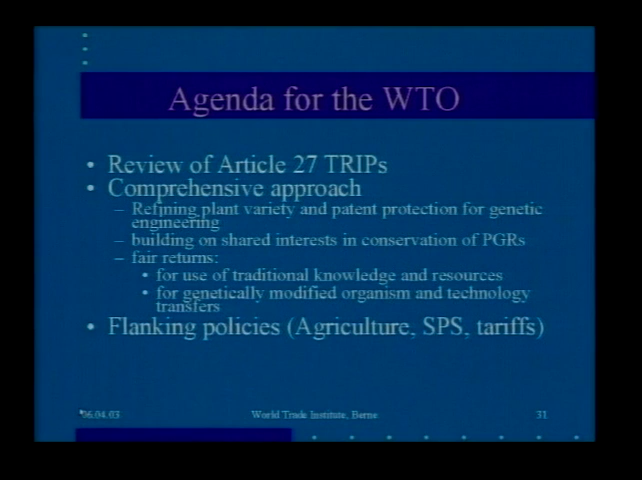 Agenda for the WTO
• Review of Article 27 TRIPs
• Comprehensive approach
– Refining plant variety and patent protection for genetic
engineering
– building on shared interests in conservation of PGRs
– fair returns:
• for use of traditional knowledge and resources
• for genetically modified organism and technology
transfers
• Flanking policies (Agriculture, SPS, tariffs)
06.04.03 World Trade Institute, Berne 31